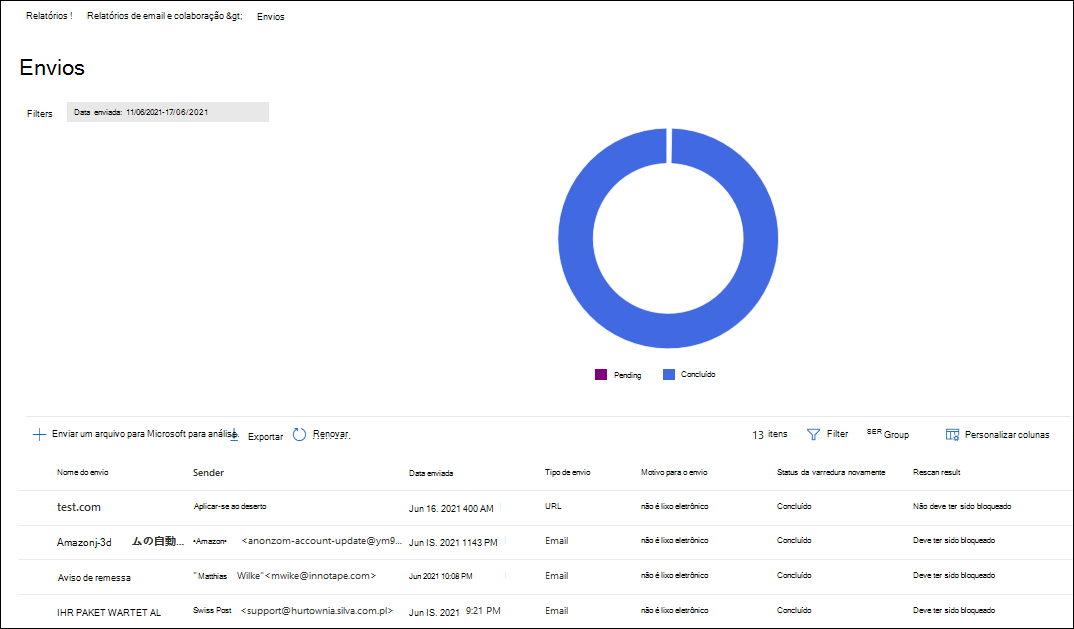 Relatórios ! Relatórios de email e colaboração &gt; Envios
Envios
Filters Data enviada: 11/06/2021-17/06/2021
Pending Concluído
Enviar um arquivo para Microsoft para análise. Exportar Renovar. 13 itens Filter SER Group Personalizar colunas
Nome do envio Sender Data enviada Tipo de envio Motivo para o envio Status da varredura novamente Rescan result
test.com Aplicar-se ao deserto Jun 16. 2021 400 AM URL não é lixo eletrônico Concluído Não deve ter sido bloqueado
Amazonj-3d ムの自動... •Amazon• <anonzom-account-update@ym9... Jun IS. 2021 1143 PM Email não é lixo eletrônico Concluído Deve ter sido bloqueado
Aviso de remessa "Matthias Wilke"<mwike@innotape.com> Jun 2021 10:08 PM Email não é lixo eletrônico Concluído Deve ter sido bloqueado
IHR PAKET WARTET AL Swiss Post <support@hurtownia.silva.com.pl> Jun IS. 2021 9:21 PM Email não é lixo eletrônico Concluído Deve ter sido bloqueado